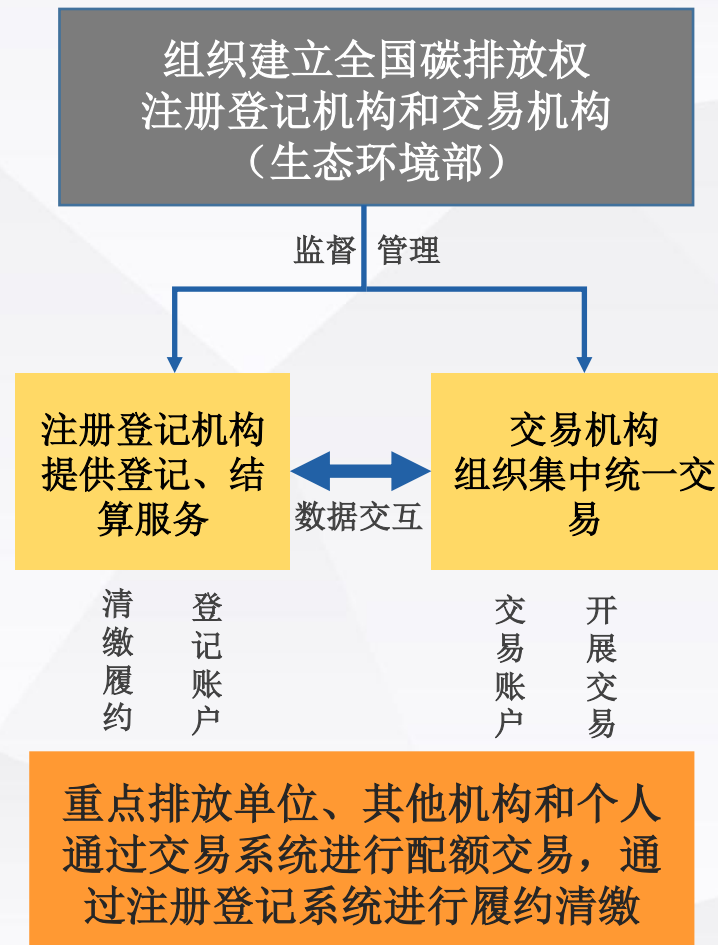 组织建立全国碳排放权
注册登记机构和交易机构
（生态环境部）
监督 管理
注册登记机构
提供登记、结
算服务
数据交互
交易机构
组织集中统一交
易
清缴履约
登记账户
交易账户
开展交易
重点排放单位、其他机构和个人
通过交易系统进行配额交易，通
过注册登记系统进行履约清缴